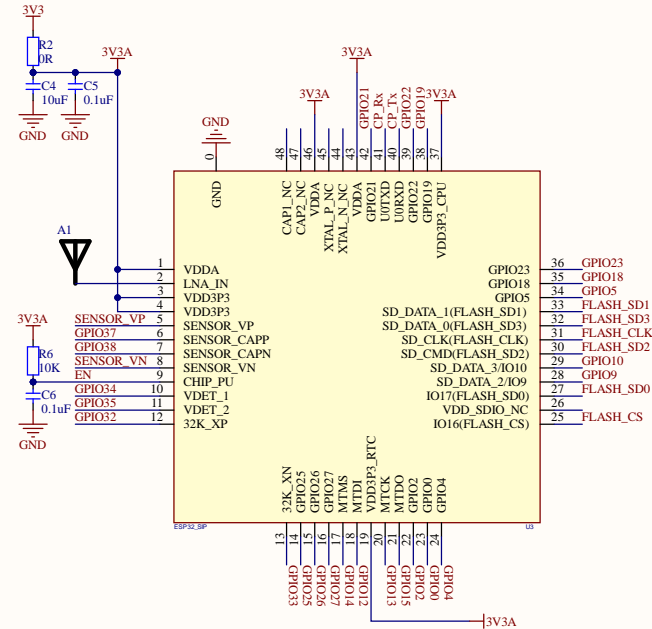 3V3
R2
0R
3V3A
C4
10uF
C5
0.1uF
GND
GND
3V3A
3V3A
3V3A
GPIO21
CP_Rx
CP_Tx
GPIO22
GPIO19
GND
0
48
47
46
45
44
43
42
41
40
39
38
37
GND
CAP1_NC
CAP2_NC
VDDA
XTAL_P_NC
XTAL_N_NC
VDDA
GPIO21
U0TXD
U0RXD
GPIO22
GPIO19
VDD3P3_CPU
A1
1 VDDA
2 LNA_IN
3 VDD3P3
4 VDD3P3
SENSOR_VP 5 SENSOR_VP
GPIO37 6 SENSOR_CAPP
GPIO38 7 SENSOR_CAPN
SENSOR_VN 8 SENSOR_VN
EN 9 CHIP_PU
GPIO34 10 VDET_1
GPIO35 11 VDET_2
GPIO32 12 32K_XP
3V3A
R6
10K
C6
0.1uF
GND
GPIO23 36 GPIO23
GPIO18 35 GPIO18
GPIO5 34 GPIO5
SD_DATA_1(FLASH_SD1) 33 FLASH_SD1
SD_DATA_0(FLASH_SD3) 32 FLASH_SD3
SD_CLK(FLASH_CLK) 31 FLASH_CLK
SD_CMD(FLASH_SD2) 30 FLASH_SD2
SD_DATA_3/IO10 29 GPIO10
SD_DATA_2/IO9 28 GPIO9
IO17(FLASH_SD0) 27 FLASH_SD0
VDD_SDIO_NC 26
IO16(FLASH_CS) 25 FLASH_CS
32K_XN
GPIO25
GPIO26
GPIO27
MTMS
MTDI
VDD3P3_RTC
MTCK
MTDO
GPIO2
GPIO0
GPIO4
ESP32_SIP
U3
13
14
15
16
17
18
19
20
21
22
23
24
GPIO33
GPIO25
GPIO26
GPIO27
GPIO14
GPIO12
GPIO13
GPIO15
GPIO2
GPIO0
GPIO4
3V3A